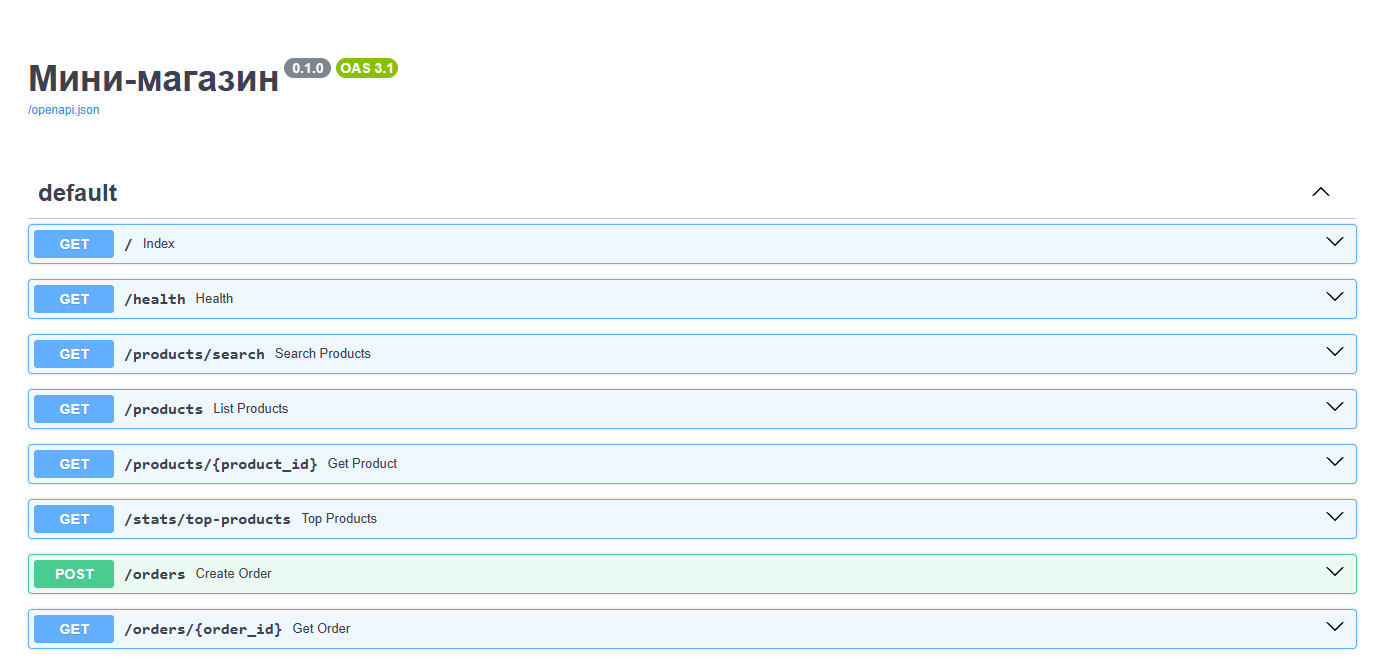 Мини-магазин 0.1.0 OAS 3.1
/openapi.json
default
GET / Index
GET /health Health
GET /products/search Search Products
GET /products List Products
GET /products/{product_id} Get Product
GET /stats/top-products Top Products
POST /orders Create Order
GET /orders/{order_id} Get Order